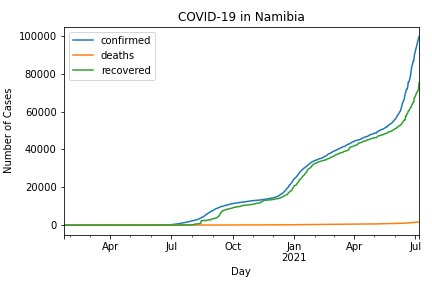 COVID-19 in Namibia
confirmed
deaths
recovered
100000
80000
60000
40000
20000
0
Number of Cases
Apr
Jul
Oct
Jan
2021
Apr
Jul
Day